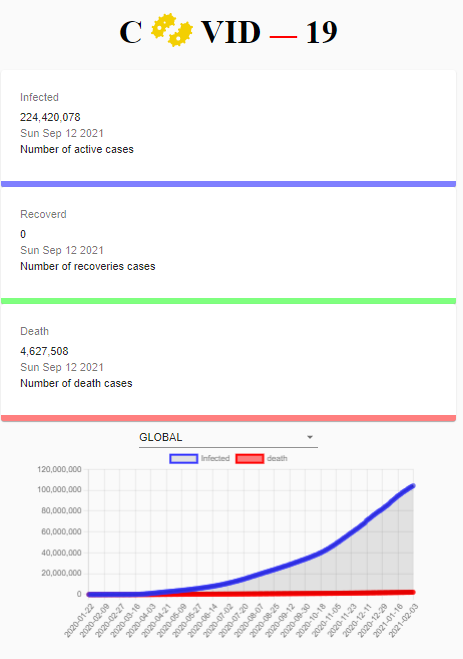 C VID — 19
Infected
224,420,078
Sun Sep 12 2021
Number of active cases
Recoverd
0
Sun Sep 12 2021
Number of recoveries cases
Death
4,627,508
Sun Sep 12 2021
Number of death cases
GLOBAL
Infected death
120,000,000
100,000,000
80,000,000
60,000,000
40,000,000
20,000,000
0
2020-01-22 2020-02-09 2020-02-27 2020-03-16 2020-04-03 2020-04-21 2020-05-09 2020-05-27 2020-06-14 2020-07-02 2020-07-20 2020-08-07 2020-08-25 2020-09-12 2020-09-30 2020-10-18 2020-11-05 2020-11-23 2020-12-11 2020-12-29 2021-01-16 2021-02-03